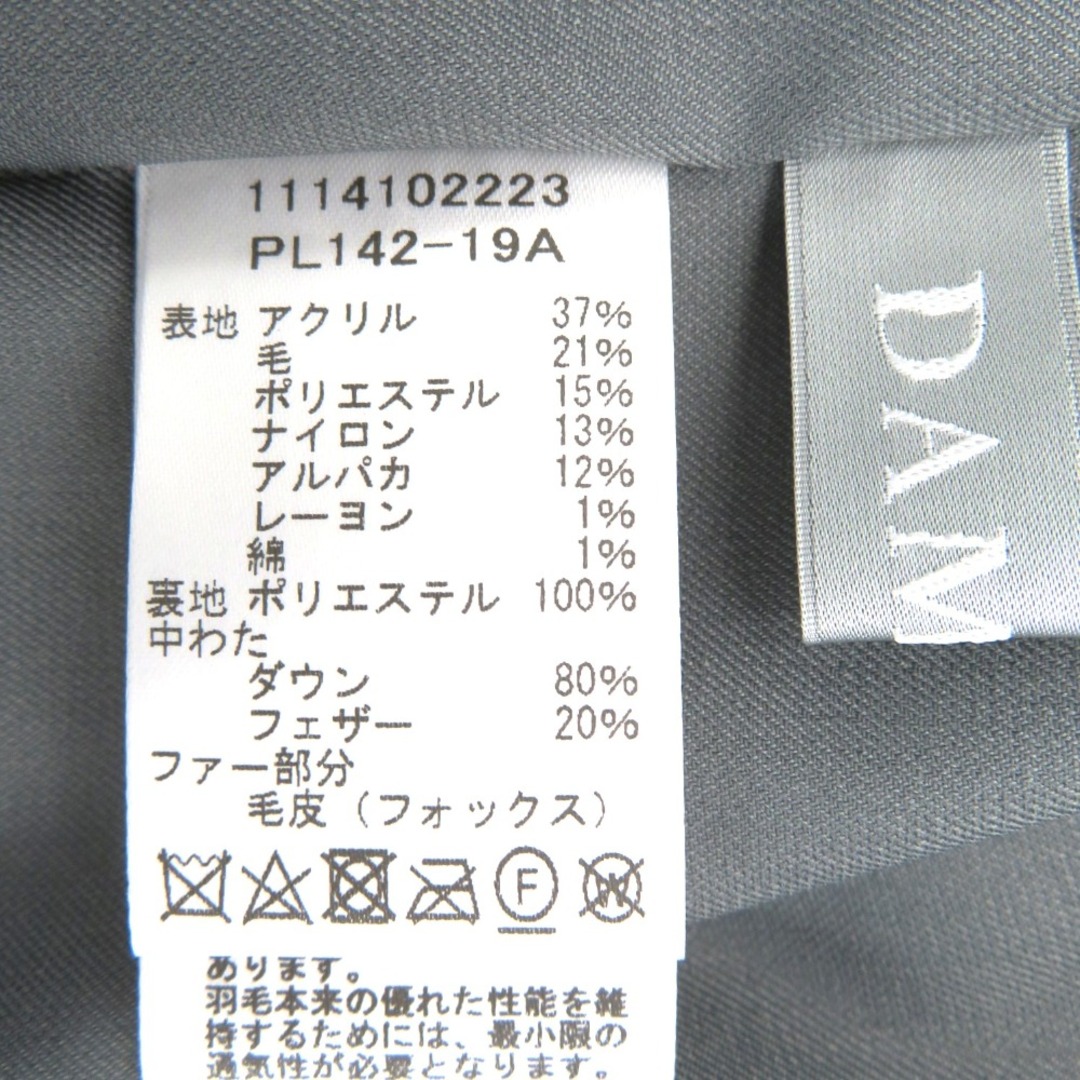 1114102223
PL142-19A
表地 アクリル 37%
毛 21%
ポリエステル 15%
ナイロン 13%
アルパカ 12%
レーヨン 1%
綿 1%
裏地 ポリエステル 100%
中わた
ダウン 80%
フェザー 20%
ファー部分
毛皮(フォックス)
F
W
あります。
羽毛本来の優れた性能を維
持するためには、最小限の
通気性が必要となります。
DAM